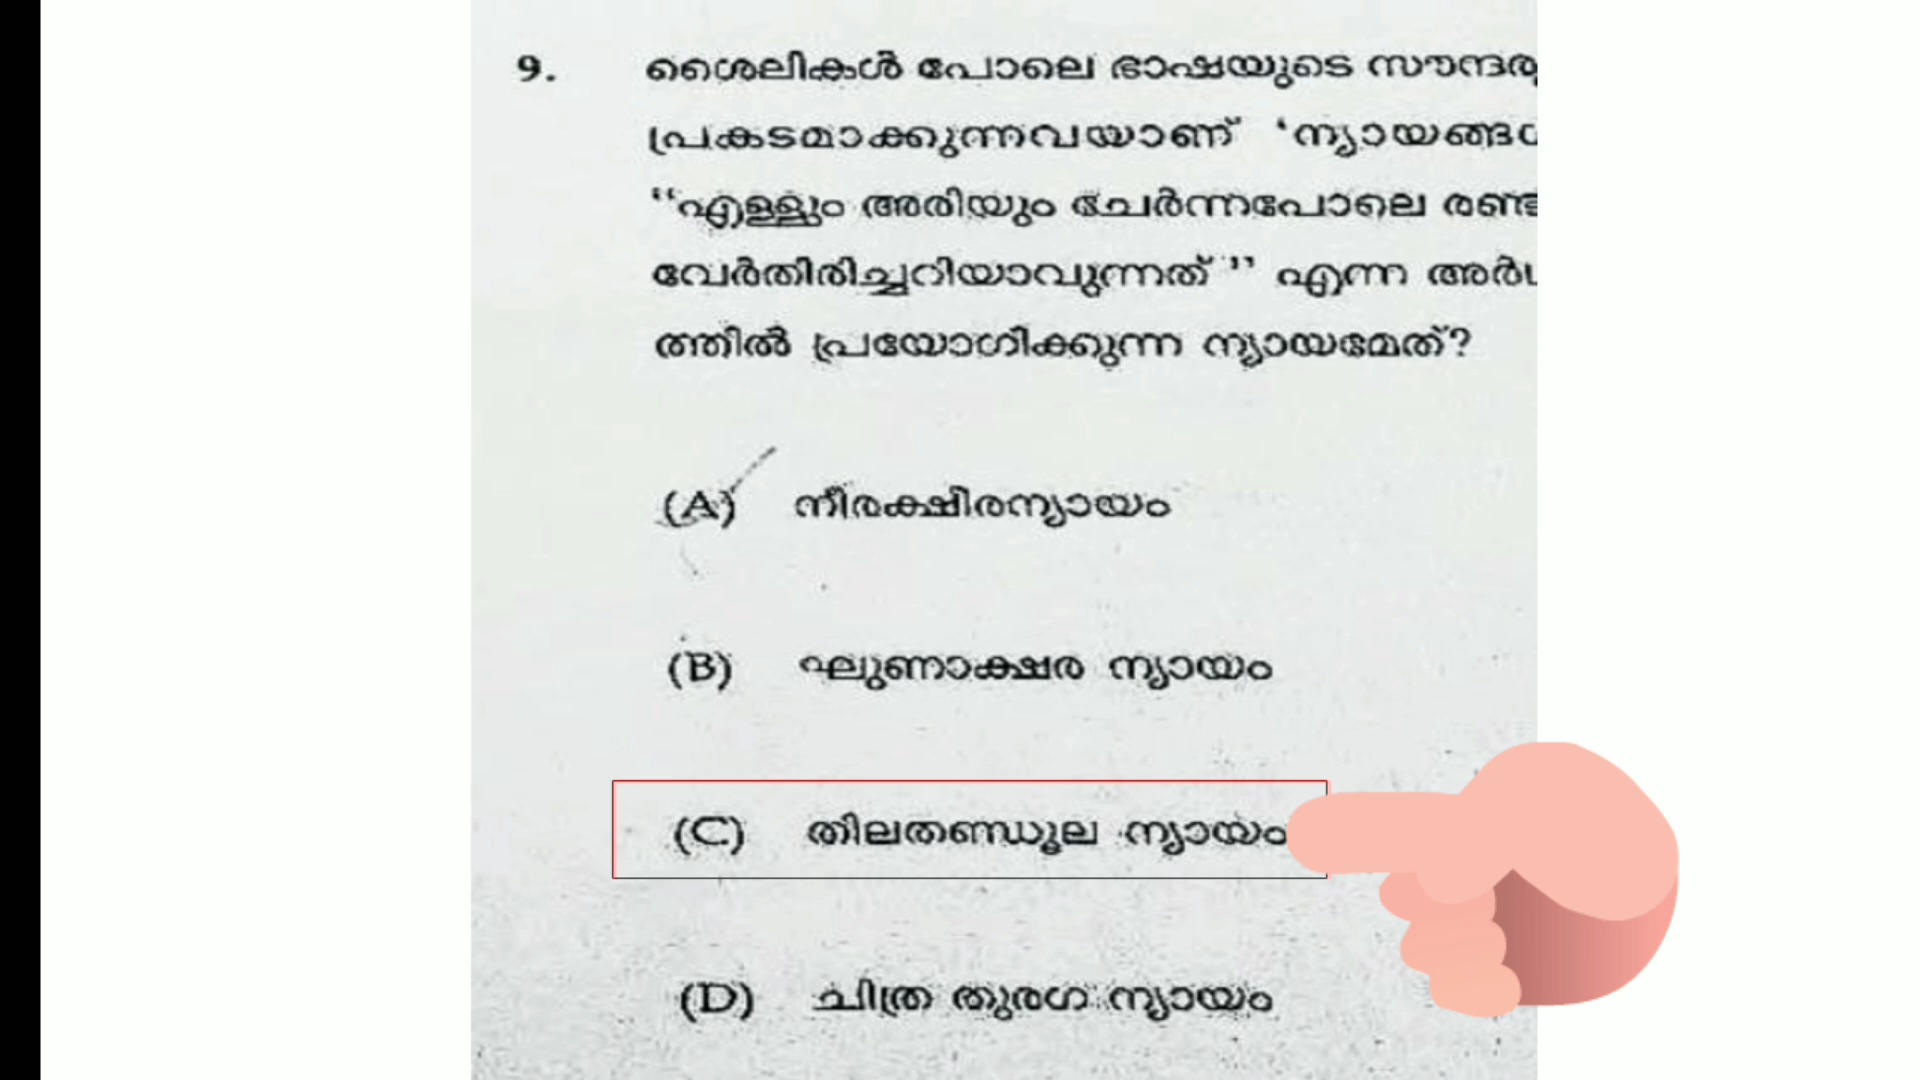 9. ശൈലികൾ പോലെ ഭാഷയുടെ
പ്രകടമാക്കുന്നവയാണ്
“എള്ളും അരിയും ചേർന്നപോലെ
വേർതിരിച്ചറിയാവുന്നത്” എന്ന
ത്തിൽ പ്രയോഗിക്കുന്ന ന്യായമേത്?
(A) നീരക്ഷീരന്യായം
(B) ഘുണാക്ഷര ന്യായം
(C) തിലതണ്ഡൂല ന്യായം
(D) ചിത്ര തുരഗ ന്യായം